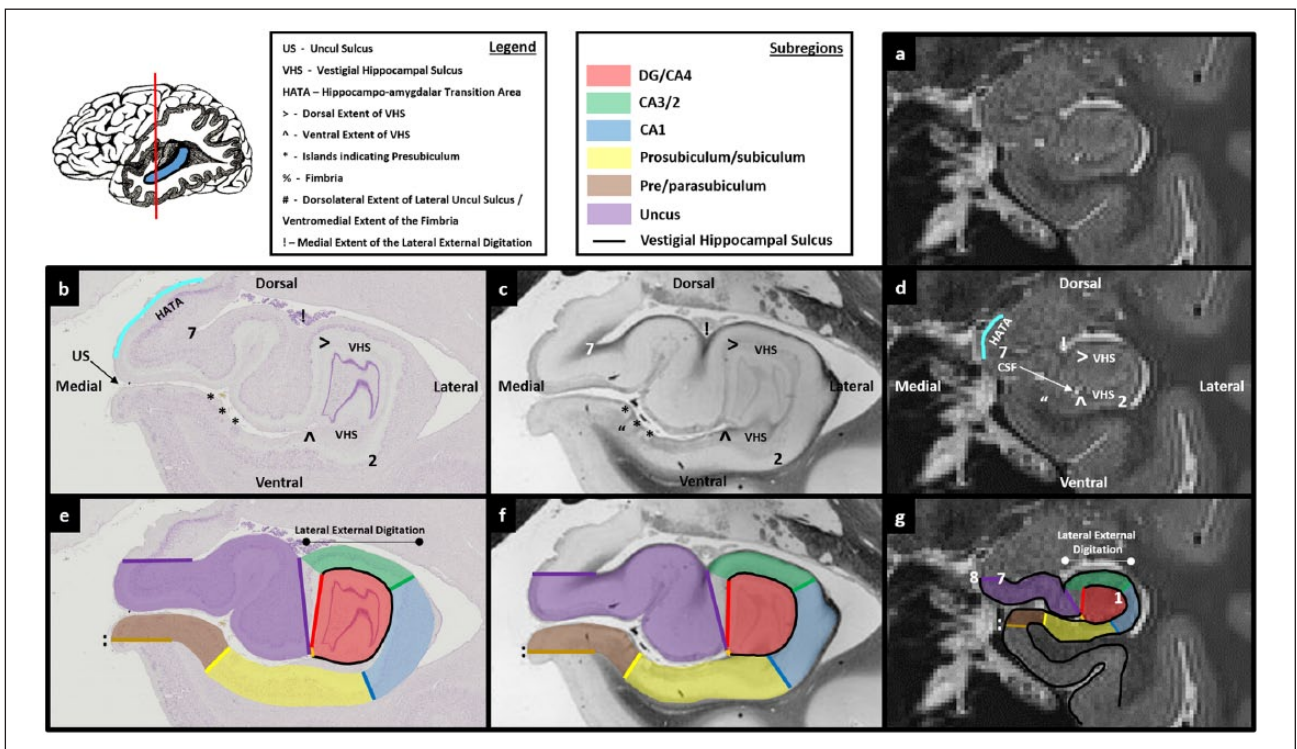 US - Uncul Sulcus
Legend
VHS - Vestigial Hippocampal Sulcus
HATA – Hippocampo-amygdalar Transition Area
> - Dorsal Extent of VHS
^ - Ventral Extent of VHS
* - Islands indicating Presubiculum
% - Fimbria
# - Dorsolateral Extent of Lateral Uncul Sulcus /
Ventromedial Extent of the Fimbria
! – Medial Extent of the Lateral External Digitation
Subregions
DG/CA4
CA3/2
CA1
Prosubiculum/subiculum
Pre/parasubiculum
Uncus
Vestigial Hippocampal Sulcus
a
b
Dorsal
HATA
!
7
>
VHS
US
Medial
Lateral
* * *
^
VHS
2
Ventral
c
Dorsal
!
7
>
VHS
Medial
Lateral
* * *
“
^
VHS
2
Ventral
d
Dorsal
HATA
!
7
>
VHS
CSF
Medial
Lateral
“
^
VHS
2
Ventral
e
Lateral External Digitation
:
f
:
g
Lateral External
Digitation
8
7
1
: